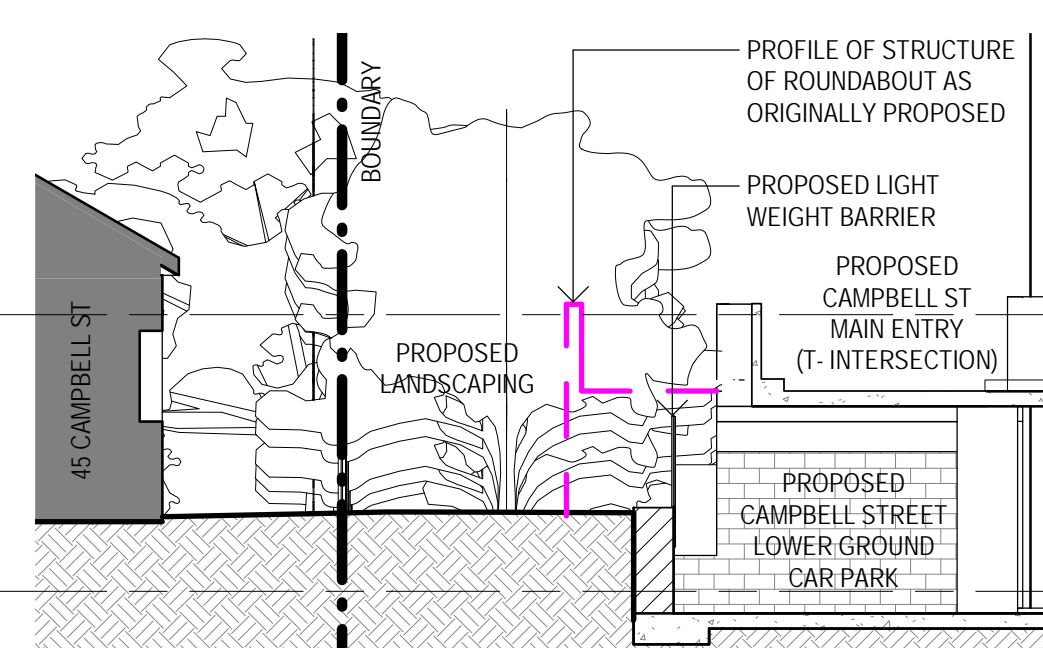 PROFILE OF STRUCTURE
OF ROUNDABOUT AS
ORIGINALLY PROPOSED
BOUNDARY
PROPOSED LIGHT
WEIGHT BARRIER
PROPOSED
CAMPBELL ST
MAIN ENTRY
(T- INTERSECTION)
45 CAMPBELL ST
PROPOSED
LANDSCAPING
PROPOSED
CAMPBELL STREET
LOWER GROUND
CAR PARK